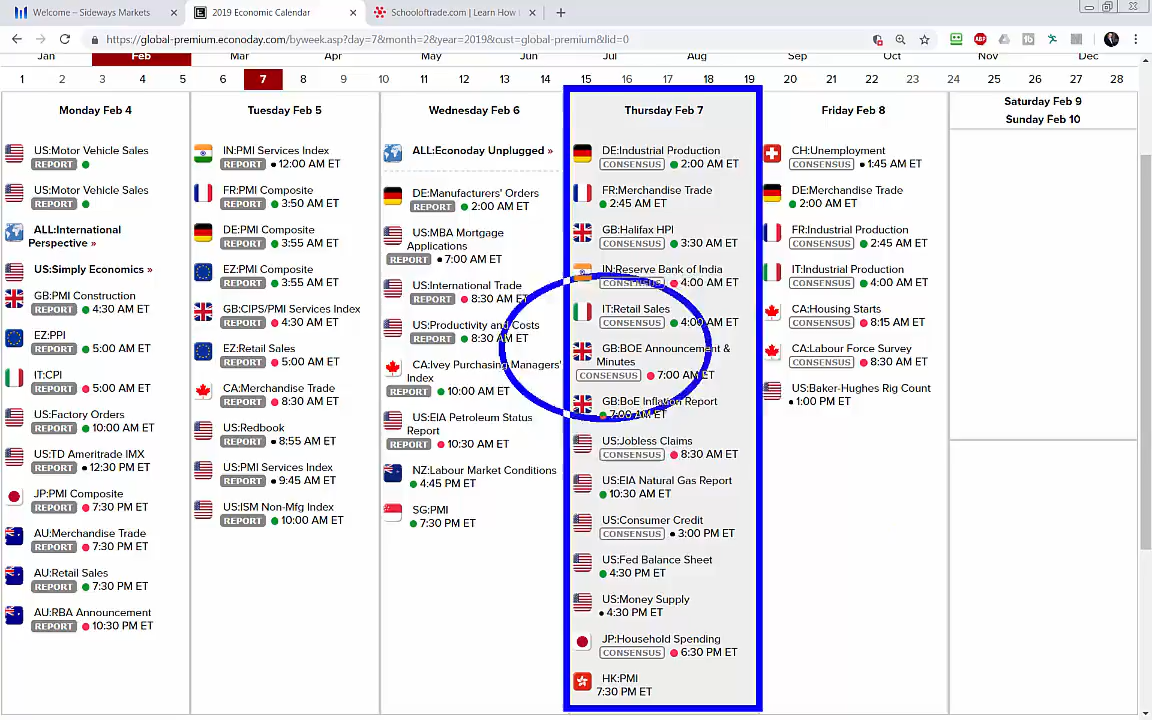 Welcome – Sideways Markets
2019 Economic Calendar
Schooloftrade.com | Learn How
https://global-premium.econoday.com/byweek.asp?day=7&month=2&year=2019&cust=global-premium&lid=0
Jan Feb Mar Apr May Jun Jul Aug Sep Oct Nov Dec
1 2 3 4 5 6 7 8 9 10 11 12 13 14 15 16 17 18 19 20 21 22 23 24 25 26 27 28
Monday Feb 4
US:Motor Vehicle Sales
REPORT
US:Motor Vehicle Sales
REPORT
ALL:International
Perspective »
US:Simply Economics »
GB:PMI Construction
REPORT 4:30 AM ET
EZ:PPI
REPORT 5:00 AM ET
IT:CPI
REPORT 5:00 AM ET
US:Factory Orders
REPORT 10:00 AM ET
US:TD Ameritrade IMX
REPORT 12:30 PM ET
JP:PMI Composite
REPORT 7:30 PM ET
AU:Merchandise Trade
REPORT 7:30 PM ET
AU:Retail Sales
REPORT 7:30 PM ET
AU:RBA Announcement
REPORT 10:30 PM ET
Tuesday Feb 5
IN:PMI Services Index
REPORT 12:00 AM ET
FR:PMI Composite
REPORT 3:50 AM ET
DE:PMI Composite
REPORT 3:55 AM ET
EZ:PMI Composite
REPORT 3:55 AM ET
GB:CIPS/PMI Services Index
REPORT 4:30 AM ET
EZ:Retail Sales
REPORT 5:00 AM ET
CA:Merchandise Trade
REPORT 8:30 AM ET
US:Redbook
REPORT 8:55 AM ET
US:PMI Services Index
REPORT 9:45 AM ET
US:ISM Non-Mfg Index
REPORT 10:00 AM ET
Wednesday Feb 6
ALL:Econoday Unplugged »
DE:Manufacturers' Orders
REPORT 2:00 AM ET
US:MBA Mortgage
Applications
REPORT 7:00 AM ET
US:International Trade
REPORT 8:30 AM ET
US:Productivity and Costs
REPORT 8:30 AM ET
CA:Ivey Purchasing Managers'
Index
REPORT 10:00 AM ET
US:EIA Petroleum Status
Report
REPORT 10:30 AM ET
NZ:Labour Market Conditions
4:45 PM ET
SG:PMI
7:30 PM ET
Thursday Feb 7
DE:Industrial Production
CONSENSUS 2:00 AM ET
FR:Merchandise Trade
2:45 AM ET
GB:Halifax HPI
CONSENSUS 3:30 AM ET
IN:Reserve Bank of India
CONSENSUS 4:00 AM ET
IT:Retail Sales
CONSENSUS 4:00 AM ET
GB:BOE Announcement &
Minutes
CONSENSUS 7:00 AM ET
GB:BoE Inflation Report
7:00 AM ET
US:Jobless Claims
CONSENSUS 8:30 AM ET
US:EIA Natural Gas Report
10:30 AM ET
US:Consumer Credit
CONSENSUS 3:00 PM ET
US:Fed Balance Sheet
4:30 PM ET
US:Money Supply
4:30 PM ET
JP:Household Spending
CONSENSUS 6:30 PM ET
HK:PMI
7:30 PM ET
Friday Feb 8
CH:Unemployment
1:45 AM ET
DE:Merchandise Trade
2:00 AM ET
FR:Industrial Production
CONSENSUS 2:45 AM ET
IT:Industrial Production
CONSENSUS 4:00 AM ET
CA:Housing Starts
CONSENSUS 8:15 AM ET
CA:Labour Force Survey
CONSENSUS 8:30 AM ET
US:Baker-Hughes Rig Count
1:00 PM ET
Saturday Feb 9
Sunday Feb 10